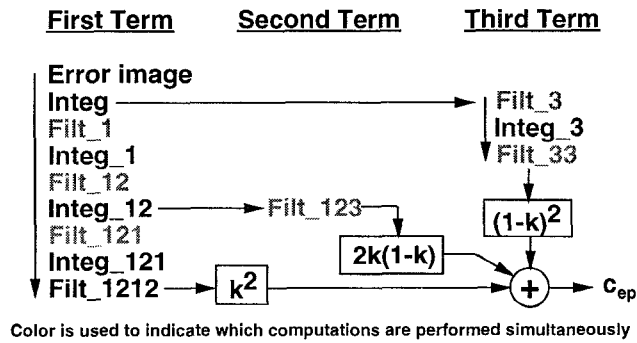 First Term Second Term Third Term
Error image
Integ Filt_3
Filt_1 Integ_3
Integ_1 Filt_33
Filt_12
Integ_12 Filt_123 (1-k)2
Filt_121
Integ_121 2k(1-k)
Filt_1212 k2 + cep
Color is used to indicate which computations are performed simultaneously